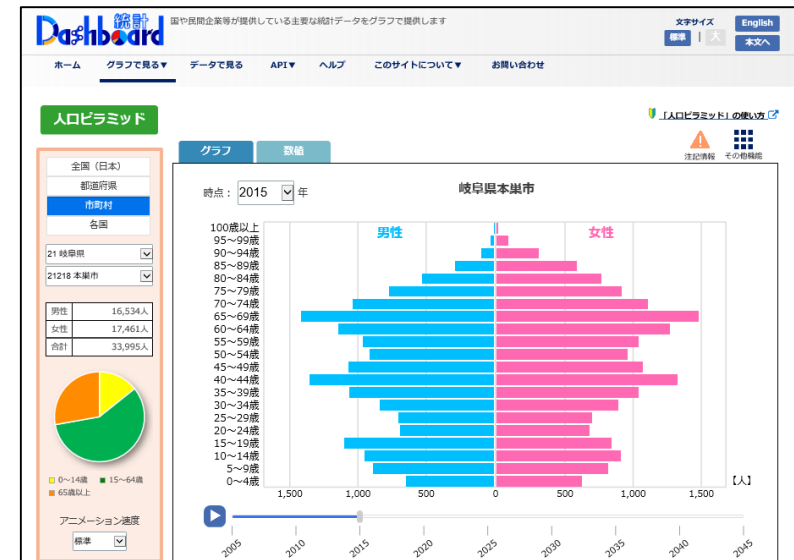 統計
Dashboard
国や民間企業等が提供している主要な統計データをグラフで提供します
文字サイズ
標準 | 大
English
本文へ
ホーム グラフで見る▼ データで見る API▼ ヘルプ このサイトについて▼ お問い合わせ
人口ピラミッド
「人口ピラミッド」の使い方
注記情報 その他機能
全国（日本）
都道府県
市町村
各国
21 岐阜県
21218 本巣市
男性 16,534人
女性 17,461人
合計 33,995人
0～14歳 15～64歳
65歳以上
アニメーション速度
標準
グラフ 数値
時点： 2015 年
岐阜県本巣市
男性 女性
100歳以上
95～99歳
90～94歳
85～89歳
80～84歳
75～79歳
70～74歳
65～69歳
60～64歳
55～59歳
50～54歳
45～49歳
40～44歳
35～39歳
30～34歳
25～29歳
20～24歳
15～19歳
10～14歳
5～9歳
0～4歳
1,500 1,000 500 0 500 1,000 1,500 【人】
2005 2010 2015 2020 2025 2030 2035 2040 2045